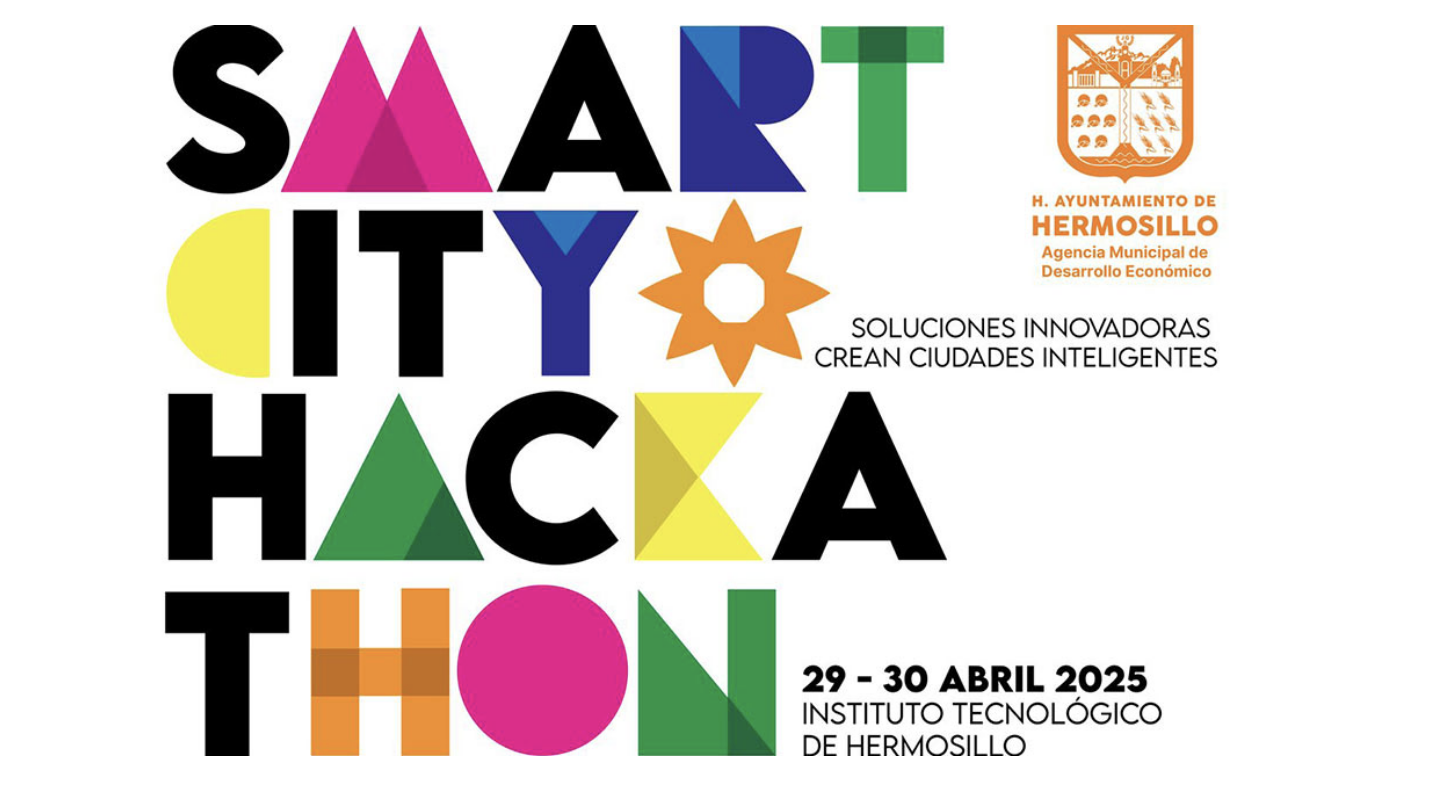 SMART
CITY
HACKA
THON
H. AYUNTAMIENTO DE
HERMOSILLO
Agencia Municipal de
Desarrollo Económico
SOLUCIONES INNOVADORAS
CREAN CIUDADES INTELIGENTES
29 - 30 ABRIL 2025
INSTITUTO TECNOLÓGICO
DE HERMOSILLO